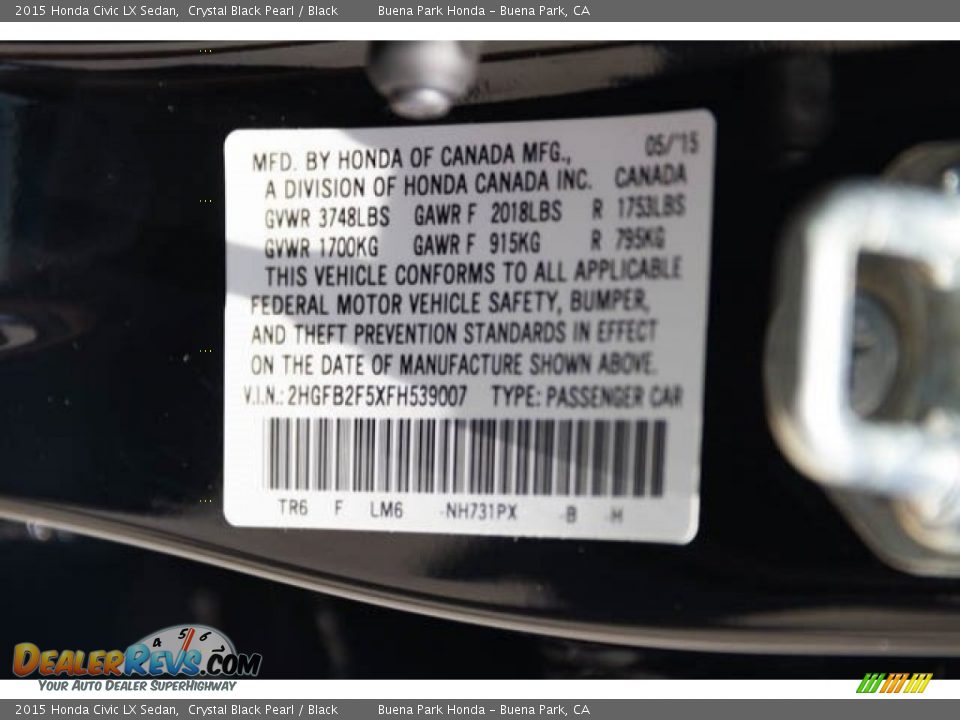 2015 Honda Civic LX Sedan, Crystal Black Pearl / Black Buena Park Honda - Buena Park, CA
MFD. BY HONDA OF CANADA MFG., 05/'15
A DIVISION OF HONDA CANADA INC. CANADA
GVWR 3748LBS GAWR F 2018LBS R 1753LBS
GVWR 1700KG GAWR F 915KG R 795KG
THIS VEHICLE CONFORMS TO ALL APPLICABLE
FEDERAL MOTOR VEHICLE SAFETY, BUMPER,
AND THEFT PREVENTION STANDARDS IN EFFECT
ON THE DATE OF MANUFACTURE SHOWN ABOVE.
V.I.N.: 2HGFB2F5XFH539007 TYPE: PASSENGER CAR
TR6 F LM6 -NH731PX -B -H
4 5 6
DEALERREVS.COM
YOUR AUTO DEALER SUPERHIGHWAY
2015 Honda Civic LX Sedan, Crystal Black Pearl / Black Buena Park Honda - Buena Park, CA